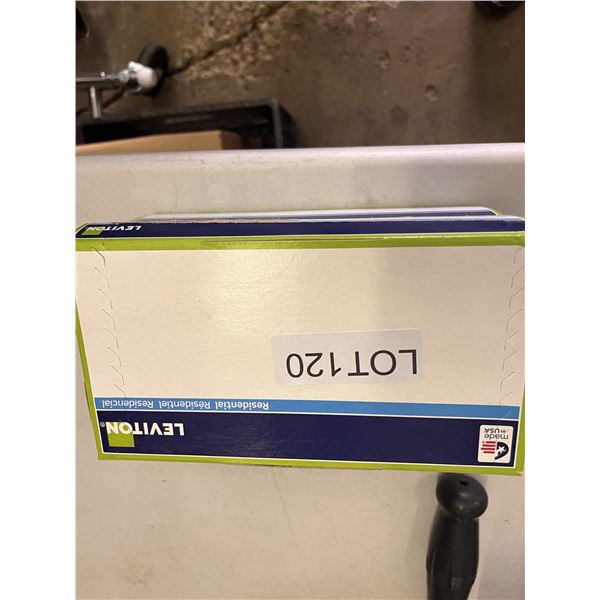 made
in USA
LEVITON®
Residential Résidentiel Residencial
LOT120
LEVITON